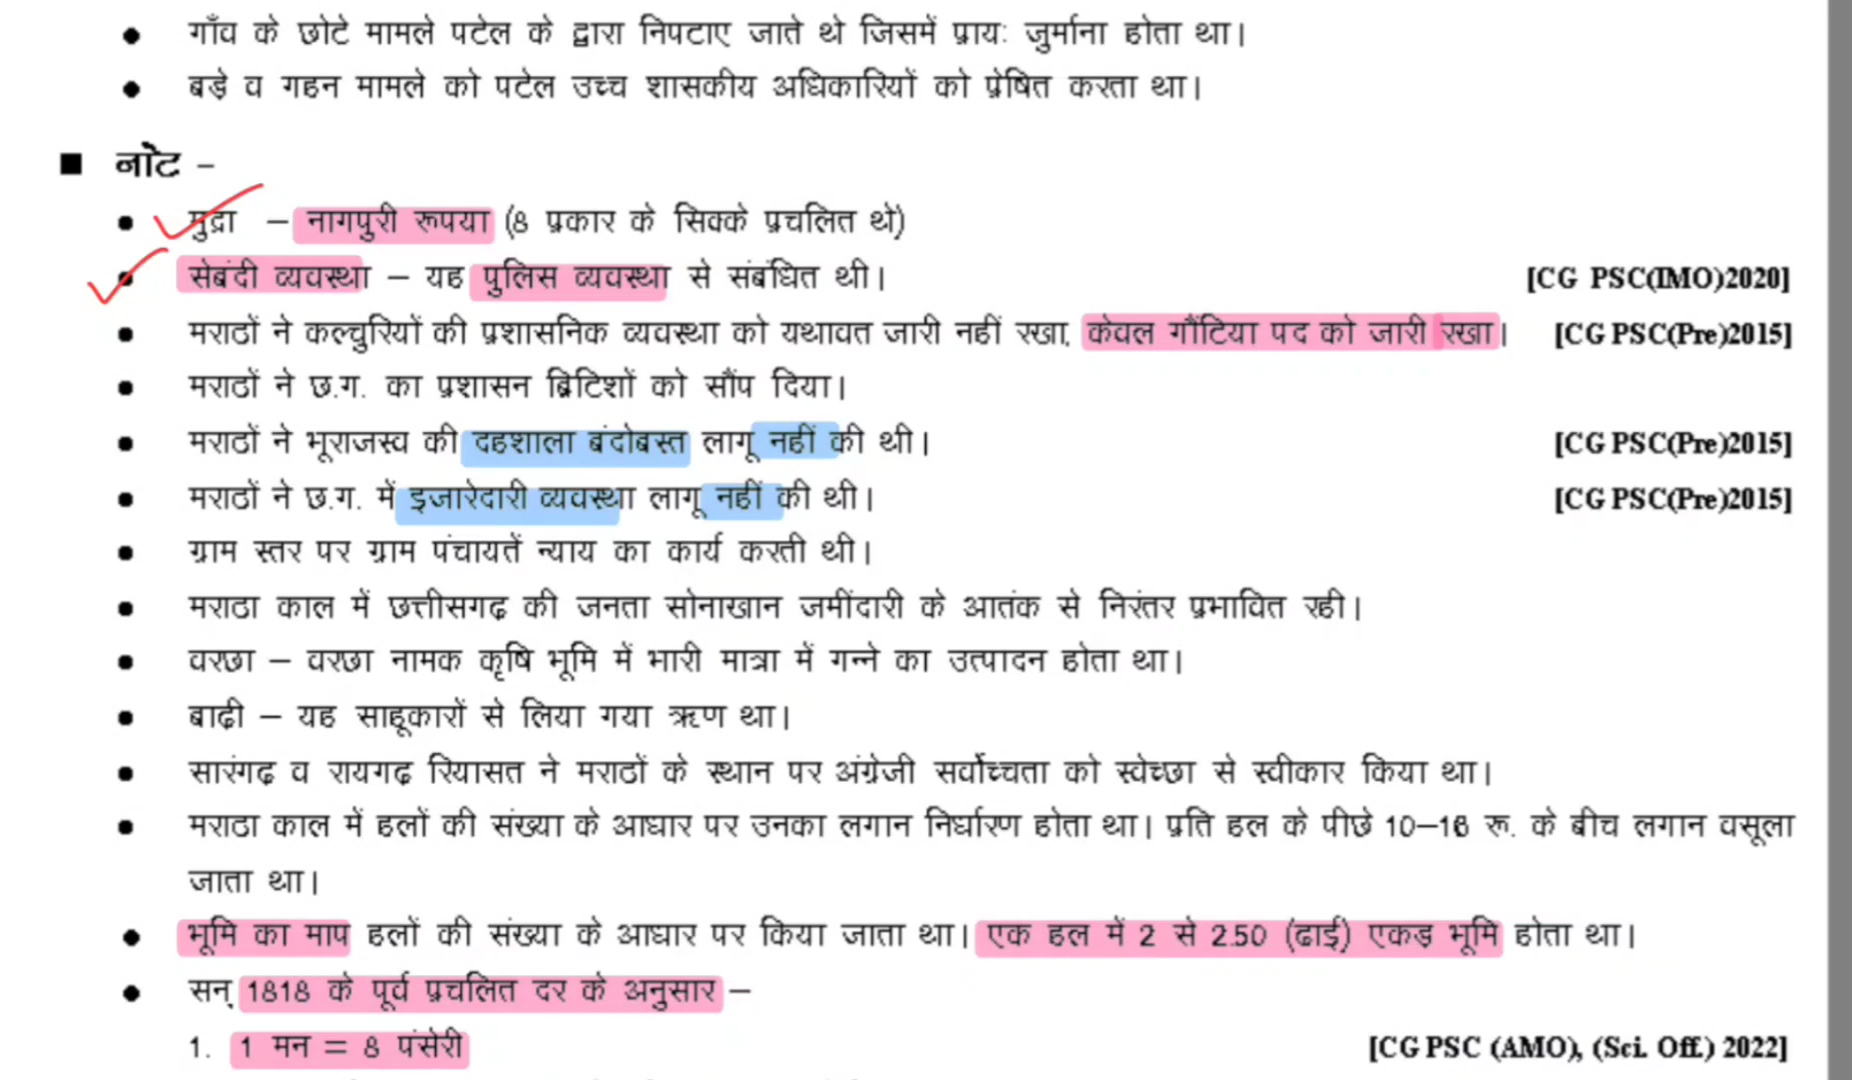 ● गाँव के छोटे मामले पटेल के द्वारा निपटाए जाते थे जिसमें प्रायः जुर्माना होता था।
● बड़े व गहन मामले को पटेल उच्च शासकीय अधिकारियों को प्रेषित करता था।
■ नोट –
● मुद्रा – नागपुरी रूपया (8 प्रकार के सिक्के प्रचलित थे)
● सेबंदी व्यवस्था – यह पुलिस व्यवस्था से संबंधित थी। [CG PSC(IMO)2020]
● मराठों ने कल्चुरियों की प्रशासनिक व्यवस्था को यथावत जारी नहीं रखा, केवल गौंटिया पद को जारी रखा। [CG PSC(Pre)2015]
● मराठों ने छ.ग. का प्रशासन ब्रिटिशों को सौंप दिया।
● मराठों ने भूराजस्व की दहशाला बंदोबस्त लागू नहीं की थी। [CG PSC(Pre)2015]
● मराठों ने छ.ग. में इजारेदारी व्यवस्था लागू नहीं की थी। [CG PSC(Pre)2015]
● ग्राम स्तर पर ग्राम पंचायतें न्याय का कार्य करती थी।
● मराठा काल में छत्तीसगढ़ की जनता सोनाखान जमींदारी के आतंक से निरंतर प्रभावित रही।
● वरछा – वरछा नामक कृषि भूमि में भारी मात्रा में गन्ने का उत्पादन होता था।
● बाढ़ी – यह साहूकारों से लिया गया ऋण था।
● सारंगढ़ व रायगढ़ रियासत ने मराठों के स्थान पर अंग्रेजी सर्वोच्चता को स्वेच्छा से स्वीकार किया था।
● मराठा काल में हलों की संख्या के आधार पर उनका लगान निर्धारण होता था। प्रति हल के पीछे 10–16 रू. के बीच लगान वसूला
जाता था।
● भूमि का माप हलों की संख्या के आधार पर किया जाता था। एक हल में 2 से 2.50 (ढाई) एकड़ भूमि होता था।
● सन् 1818 के पूर्व प्रचलित दर के अनुसार –
1. 1 मन = 8 पंसेरी [CG PSC (AMO), (Sci. Off.) 2022]